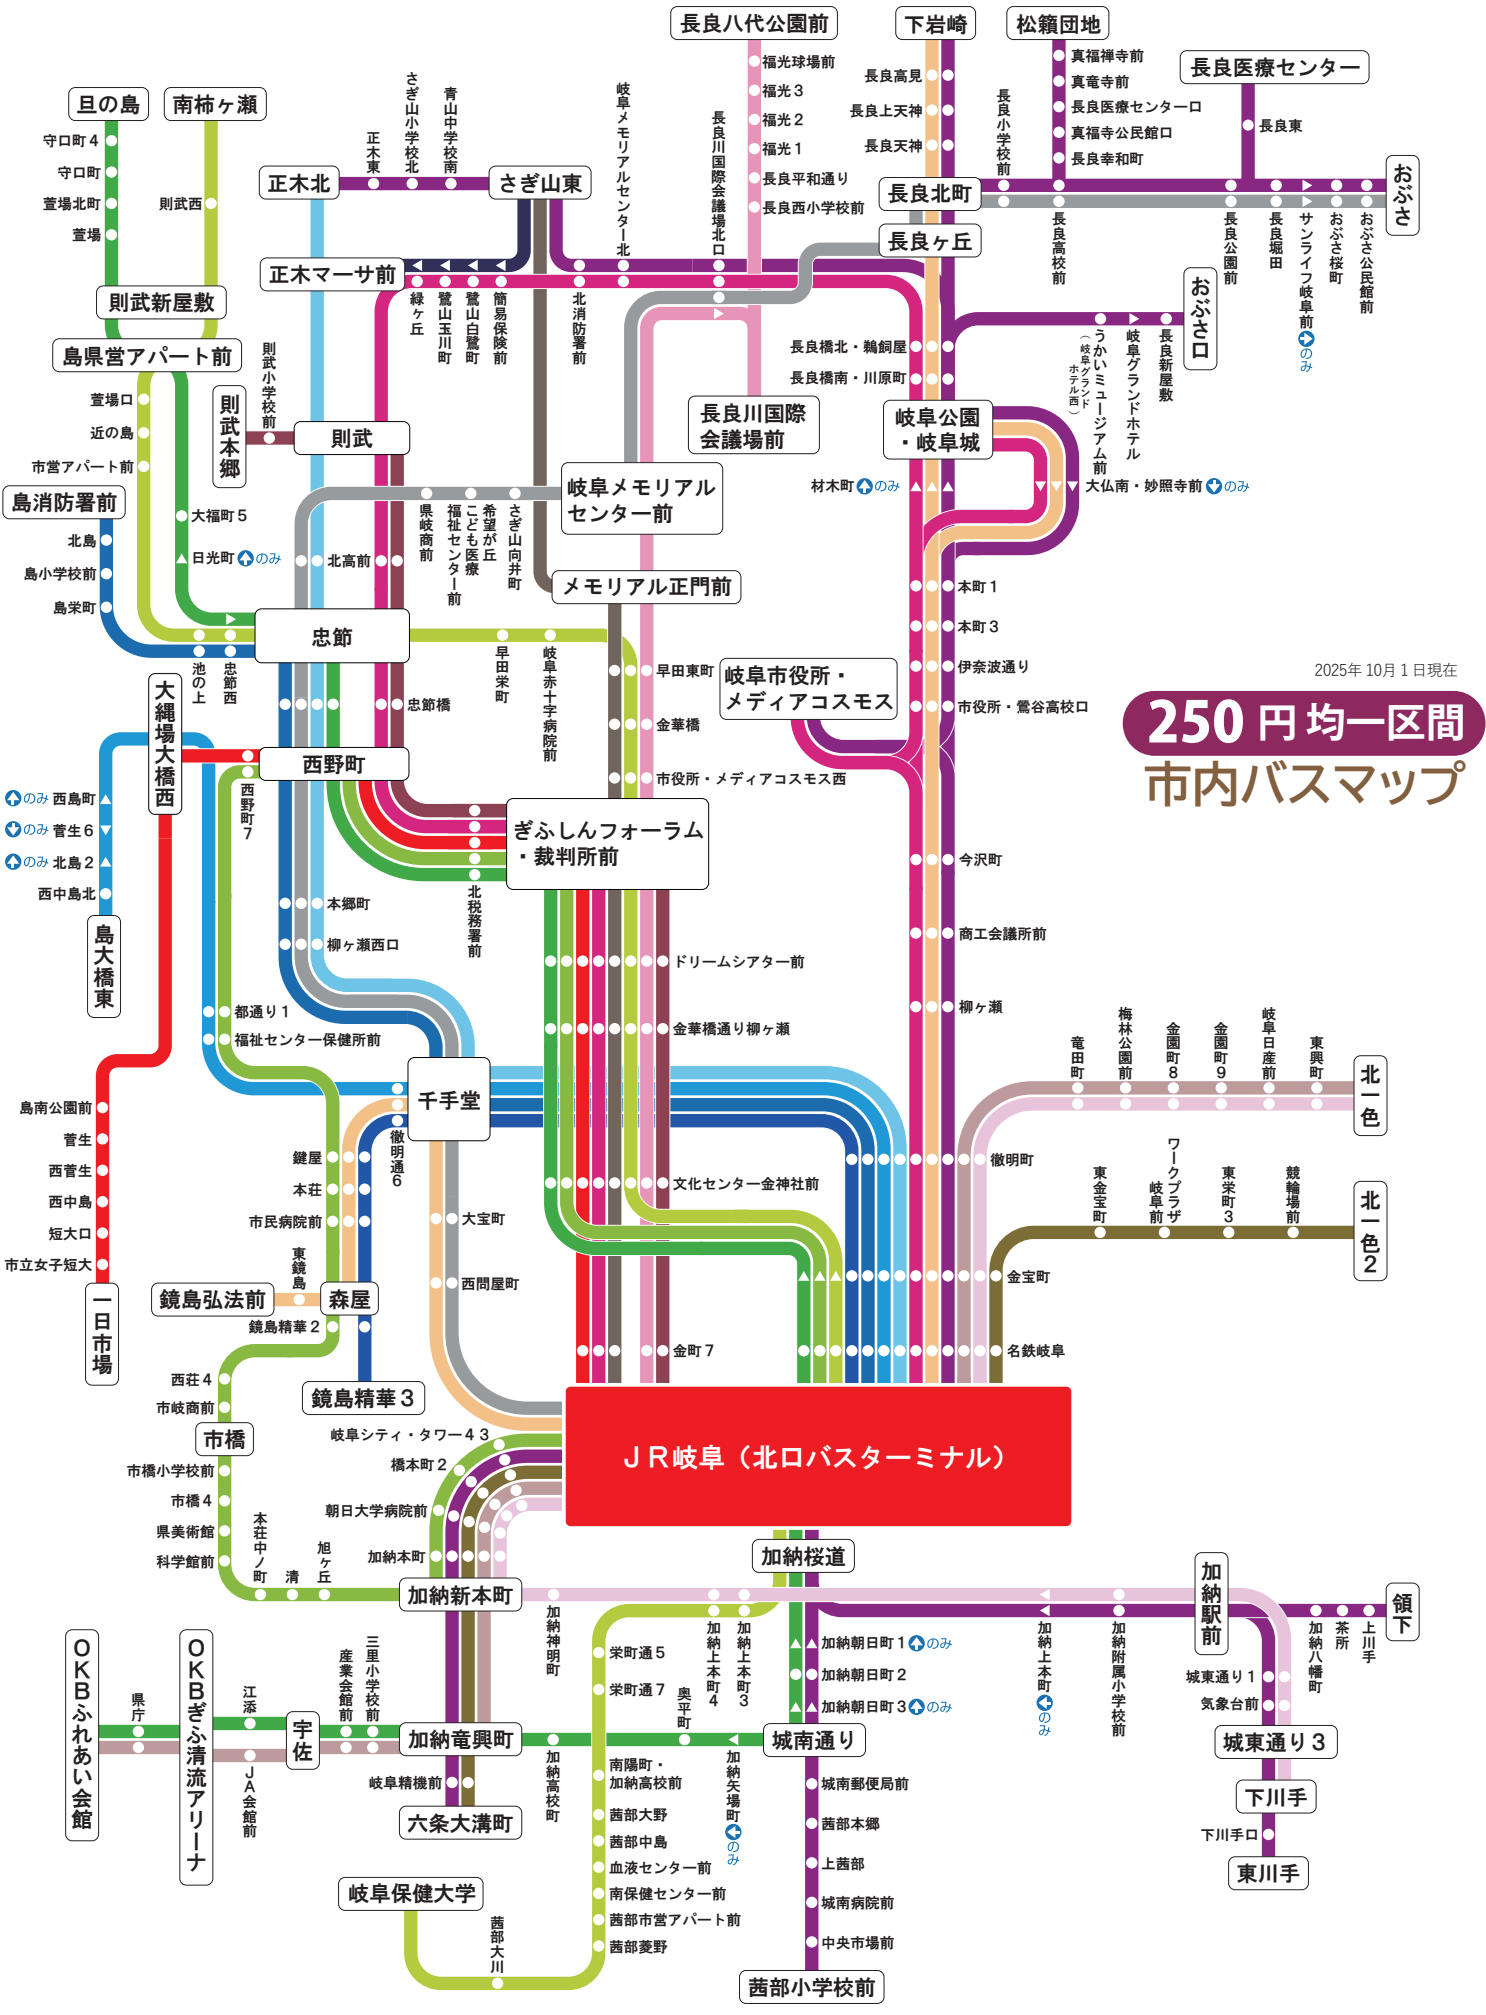 長良八代公園前
下岩崎
松籟団地
長良医療センター
旦の島
南柿ヶ瀬
守口町4
守口町
萱場北町
萱場
則武西
正木北
正木東
さぎ山小学校北
青山中学校南
さぎ山東
岐阜メモリアルセンター北
長良川国際会議場北口
福光球場前
福光3
福光2
福光1
長良平和通り
長良西小学校前
長良高見
長良上天神
長良天神
長良小学校前
真福禅寺前
真竜寺前
長良医療センター口
真福寺公民館口
長良幸和町
長良東
おぶさ
長良北町
長良ヶ丘
長良高校前
長良公園前
長良堀田
サンライフ岐阜前
のみ
おぶさ桜町
おぶさ公民館前
正木マーサ前
則武新屋敷
緑ヶ丘
鷺山玉川町
鷺山白鷺町
簡易保険前
北消防署前
島県営アパート前
則武小学校前
則武本郷
則武
長良橋北・鵜飼屋
長良橋南・川原町
うかいミュージアム前
(岐阜グランド
ホテル西)
岐阜グランドホテル
長良新屋敷
おぶさ口
長良川国際
会議場前
岐阜公園
・岐阜城
萱場口
近の島
市営アパート前
島消防署前
北島
島小学校前
島栄町
大福町5
日光町
のみ
北高前
県岐商前
こども医療
福祉センター前
希望が丘
さぎ山向井町
岐阜メモリアル
センター前
メモリアル正門前
材木町
のみ
大仏南・妙照寺前
のみ
本町1
本町3
伊奈波通り
市役所・鶯谷高校口
忠節
池の上
忠節西
早田栄町
岐阜赤十字病院前
早田東町
金華橋
市役所・メディアコスモス西
岐阜市役所・
メディアコスモス
忠節橋
2025年10月1日現在
250円均一区間
市内バスマップ
大縄場大橋西
西野町
西野町7
のみ 西島町
のみ 菅生6
のみ 北島2
西中島北
島大橋東
ぎふしんフォーラム
・裁判所前
北税務署前
本郷町
柳ヶ瀬西口
今沢町
商工会議所前
柳ヶ瀬
ドリームシアター前
金華橋通り柳ヶ瀬
都通り1
福祉センター保健所前
千手堂
徹明通6
竜田町
梅林公園前
金園町8
金園町9
岐阜日産前
東興町
北一色
島南公園前
菅生
西菅生
西中島
短大口
市立女子短大
一日市場
鍵屋
本荘
市民病院前
東鏡島
鏡島弘法前
森屋
鏡島精華2
鏡島精華3
大宝町
西問屋町
文化センター金神社前
徹明町
東金宝町
ワークプラザ
岐阜前
東栄町3
競輪場前
北一色2
金宝町
金町7
名鉄岐阜
西荘4
市岐商前
市橋
市橋小学校前
市橋4
県美術館
科学館前
本荘中ノ町
清
旭ヶ丘
岐阜シティ・タワー43
橋本町2
朝日大学病院前
加納本町
JR岐阜(北口バスターミナル)
加納桜道
加納新本町
加納神明町
加納上本町4
加納上本町3
加納上本町
のみ
加納附属小学校前
加納駅前
加納八幡町
茶所
上川手
領下
OKBふれあい会館
県庁
OKBぎふ清流アリーナ
江添
JA会館前
宇佐
産業会館前
三里小学校前
加納竜興町
岐阜精機前
六条大溝町
加納高校町
栄町通5
栄町通7
奥平町
加納矢場町
のみ
加納朝日町1
のみ
加納朝日町2
加納朝日町3
のみ
城南通り
城東通り1
気象台前
城東通り3
下川手
下川手口
東川手
南陽町・
加納高校前
茜部大野
茜部中島
血液センター前
南保健センター前
茜部市営アパート前
茜部菱野
岐阜保健大学
茜部大川
城南郵便局前
茜部本郷
上茜部
城南病院前
中央市場前
茜部小学校前